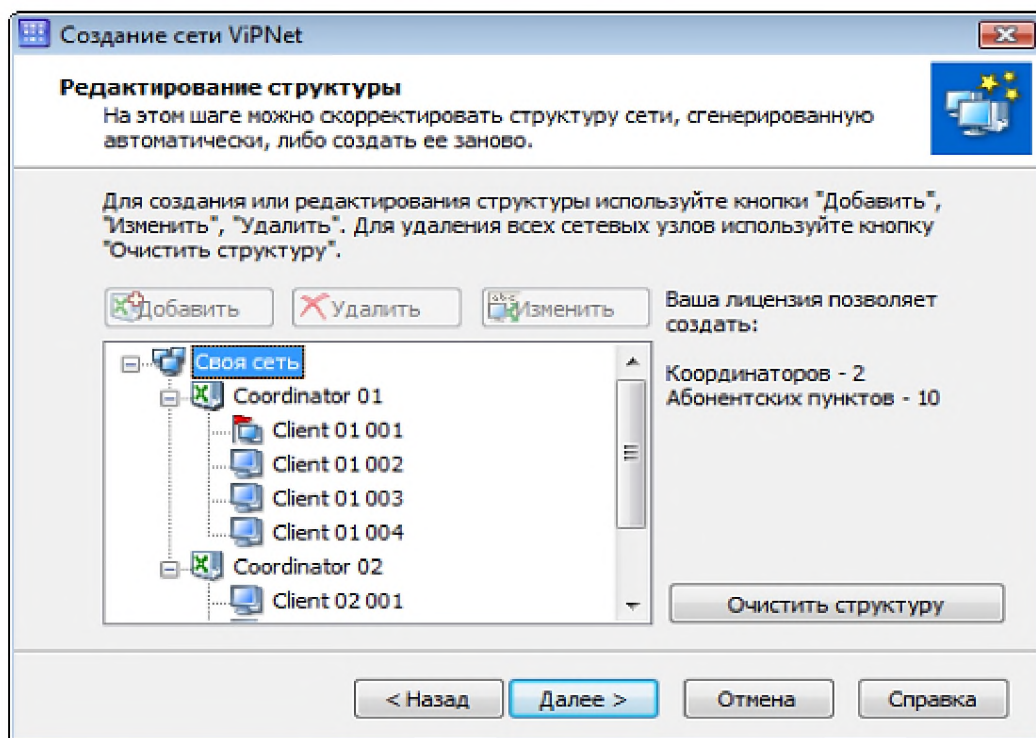 Создание сети ViPNet
Редактирование структуры
На этом шаге можно скорректировать структуру сети, сгенерированную
автоматически, либо создать ее заново.
Для создания или редактирования структуры используйте кнопки "Добавить",
"Изменить", "Удалить". Для удаления всех сетевых узлов используйте кнопку
"Очистить структуру".
Добавить
Удалить
Изменить
Ваша лицензия позволяет
создать:
Координаторов - 2
Абонентских пунктов - 10
Своя сеть
Coordinator 01
Client 01 001
Client 01 002
Client 01 003
Client 01 004
Coordinator 02
Client 02 001
Очистить структуру
< Назад
Далее >
Отмена
Справка